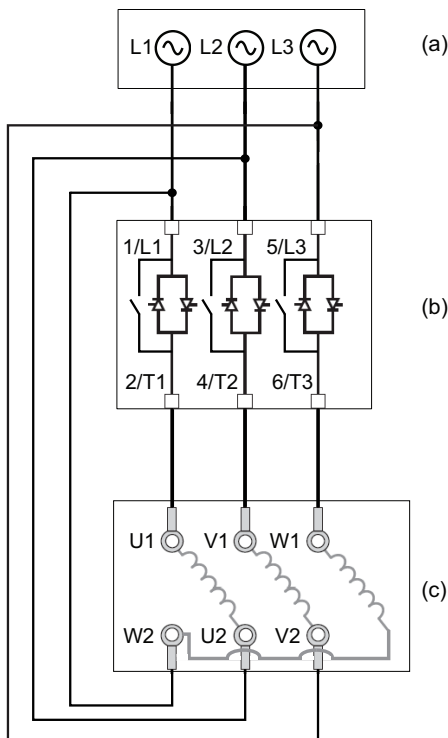 L1 L2 L3 (a)
1/L1 3/L2 5/L3
(b)
2/T1 4/T2 6/T3
U1 V1 W1
(c)
W2 U2 V2